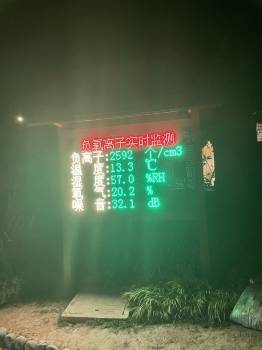 负氧离子实时监测
负离子:2592 个/cm3
温度:13.3 ℃
湿度:57.0 %RH
氧气:20.2 %
噪音:32.1 dB